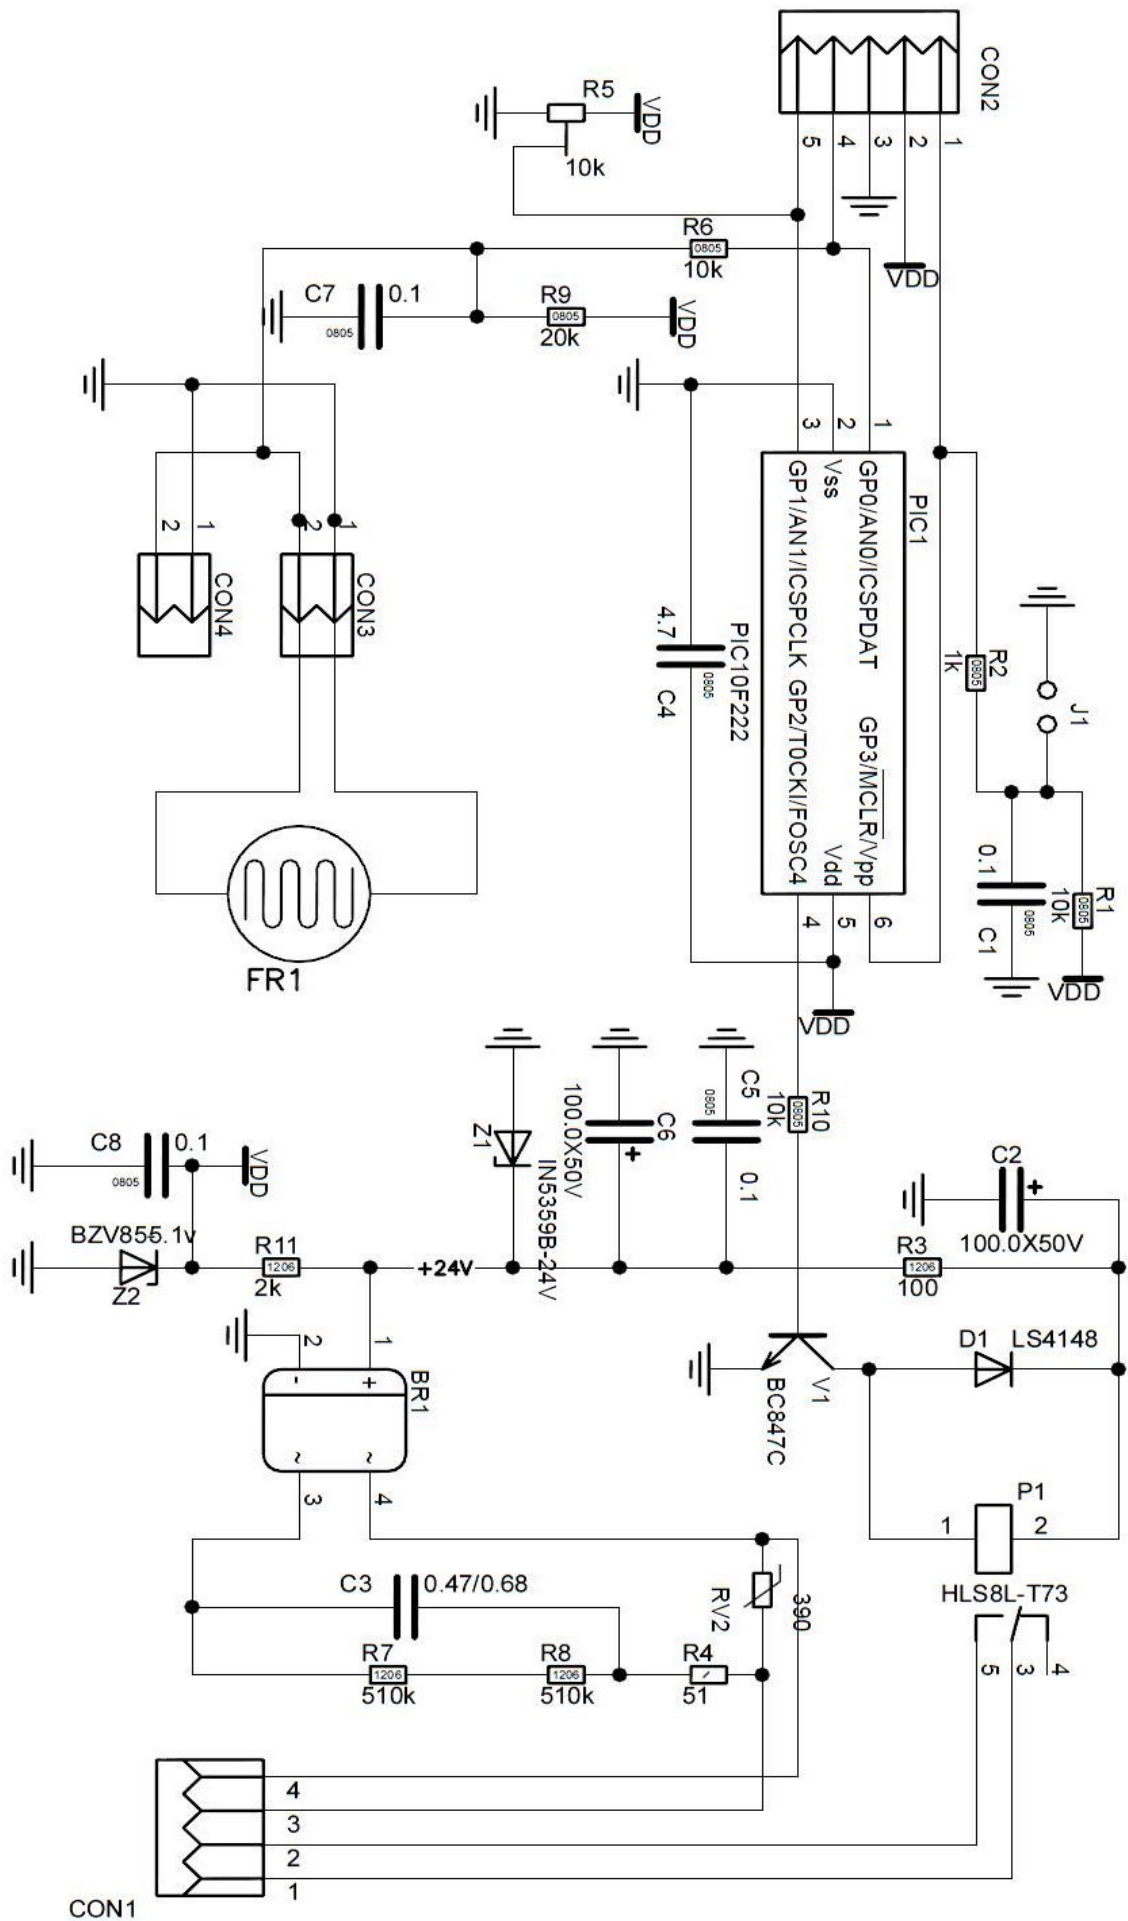 CON2
5
4
3
2
1
R5
VDD
10k
R6
0805
10k
VDD
C7
0.1
0805
R9
0805
20k
VDD
3
2
1
PIC1
GP0/AN0/ICSPDAT
Vss
GP1/AN1/ICSPCLK
GP3/MCLR/Vpp
Vdd
GP2/T0CKI/FOSC4
PIC10F222
4
5
6
VDD
4.7
0805
C4
R2
0805
1k
J1
0.1
0805
C1
R1
0805
10k
VDD
2
1
CON4
2
1
CON3
FR1
R10
0805
10k
C5
0805
0.1
C6
100.0X50V
+
Z1
IN5359B-24V
C8
0.1
0805
VDD
BZV85-5.1v
Z2
R11
1206
2k
+24V
C2
+
100.0X50V
R3
1206
100
D1
LS4148
V1
BC847C
2
1
BR1
-
+
~
~
3
4
P1
1
2
HLS8L-T73
5
3
4
C3
0.47/0.68
RV2
390
R7
1206
510k
R8
1206
510k
R4
51
4
3
2
1
CON1